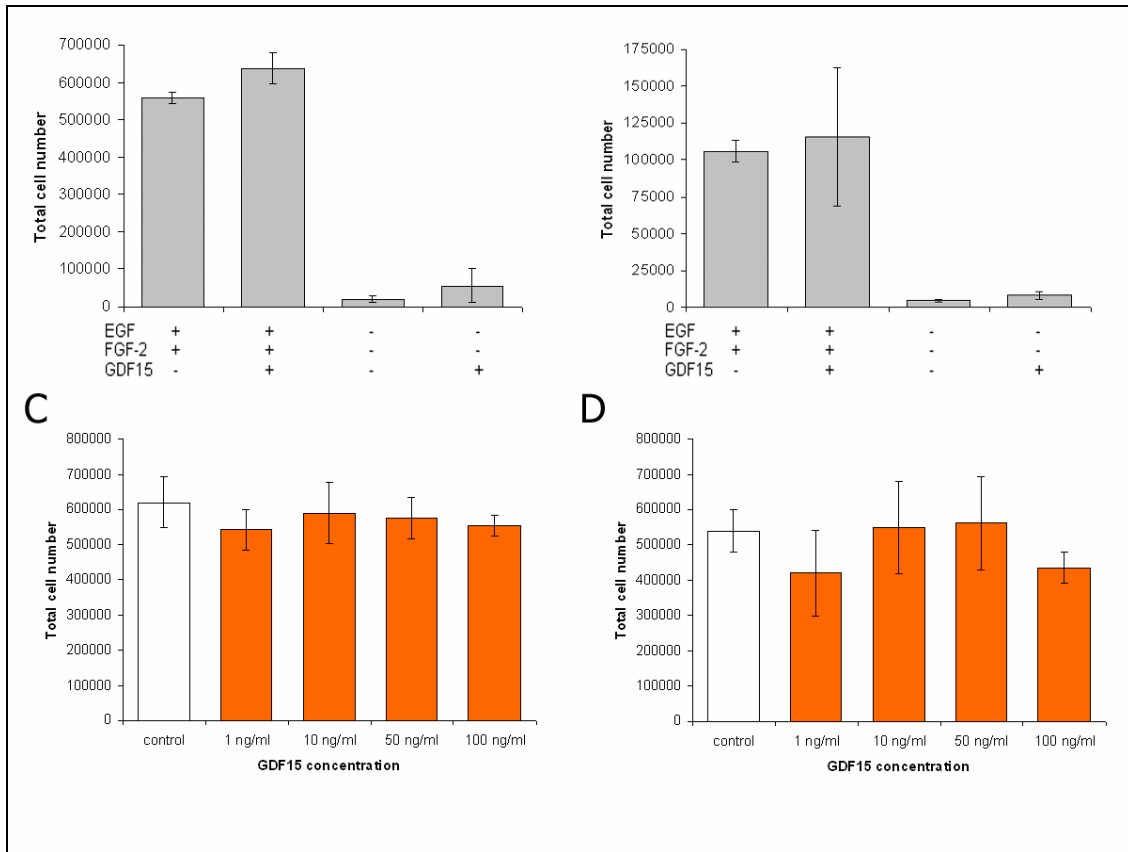 700000
600000
500000
400000
300000
200000
100000
0
Total cell number
EGF + + - -
FGF-2 + + - -
GDF15 - + - +
175000
150000
125000
100000
75000
50000
25000
0
Total cell number
EGF + + - -
FGF-2 + + - -
GDF15 - + - +
C
800000
700000
600000
500000
400000
300000
200000
100000
0
Total cell number
control 1 ng/ml 10 ng/ml 50 ng/ml 100 ng/ml
GDF15 concentration
D
800000
700000
600000
500000
400000
300000
200000
100000
0
Total cell number
control 1 ng/ml 10 ng/ml 50 ng/ml 100 ng/ml
GDF15 concentration